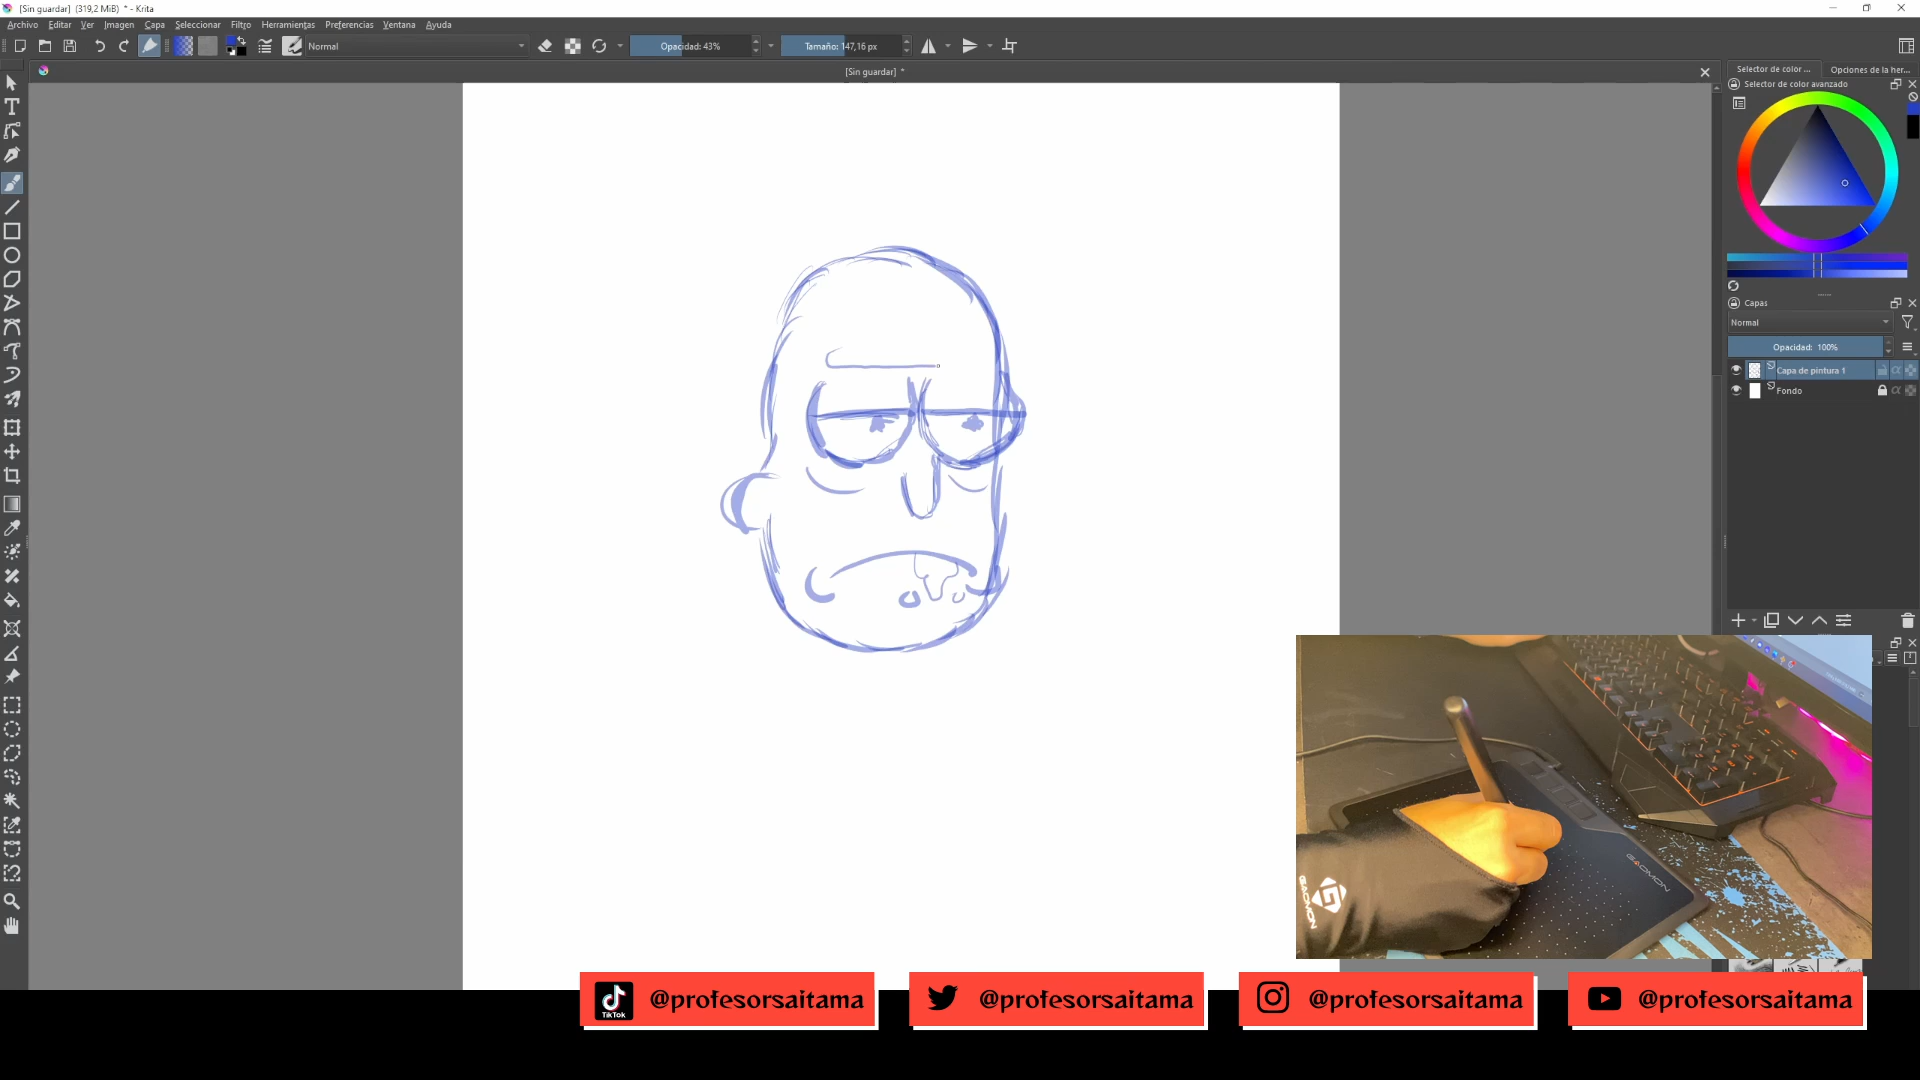 [Sin guardar] (319,2 MiB) * - Krita
Archivo Editar Ver Imagen Capa Seleccionar Filtro Herramientas Preferencias Ventana Ayuda
Normal
Opacidad: 43%
Tamaño: 147,16 px
[Sin guardar] *
Selector de color ...
Opciones de la her...
Selector de color avanzado
Capas
Normal
Opacidad: 100%
Capa de pintura 1
Fondo
GAOMON
GAOMON
TikTok
@profesorsaitama
@profesorsaitama
@profesorsaitama
@profesorsaitama